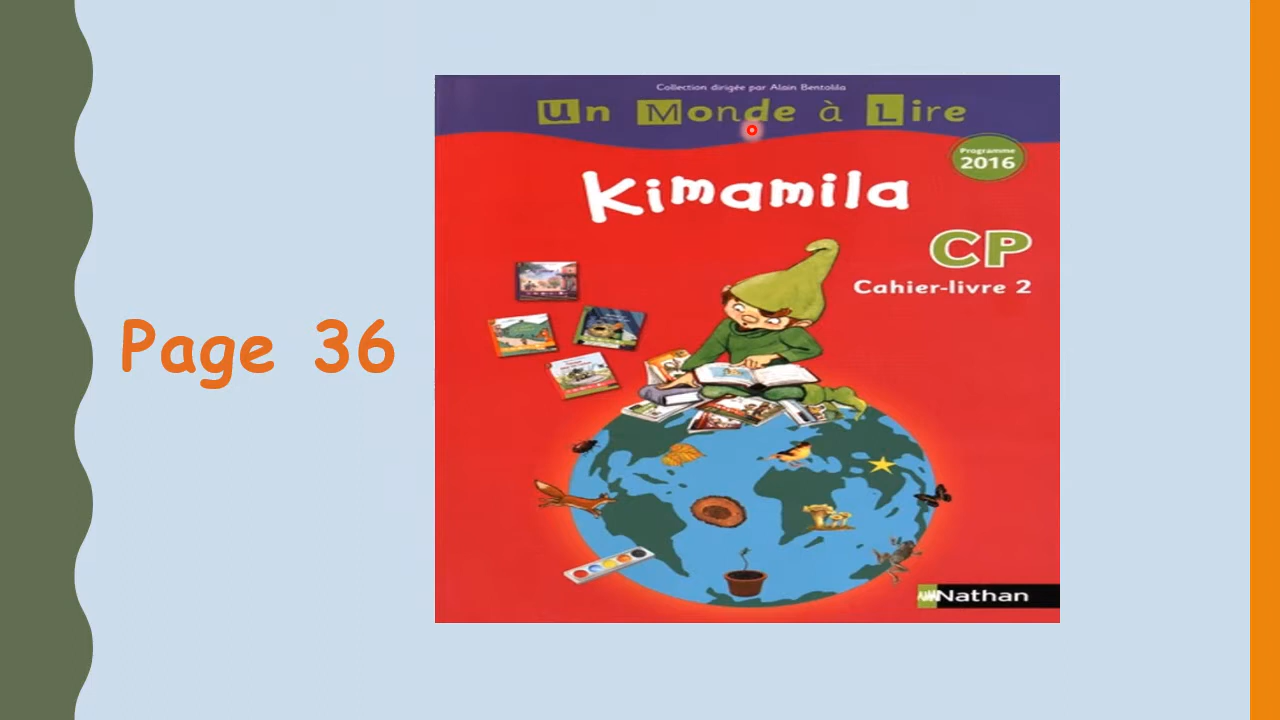 Collection dirigée par Alain Bentolila
Un Monde à Lire
Programme
2016
Kimamila
CP
Cahier-livre 2
Page 36
Nathan